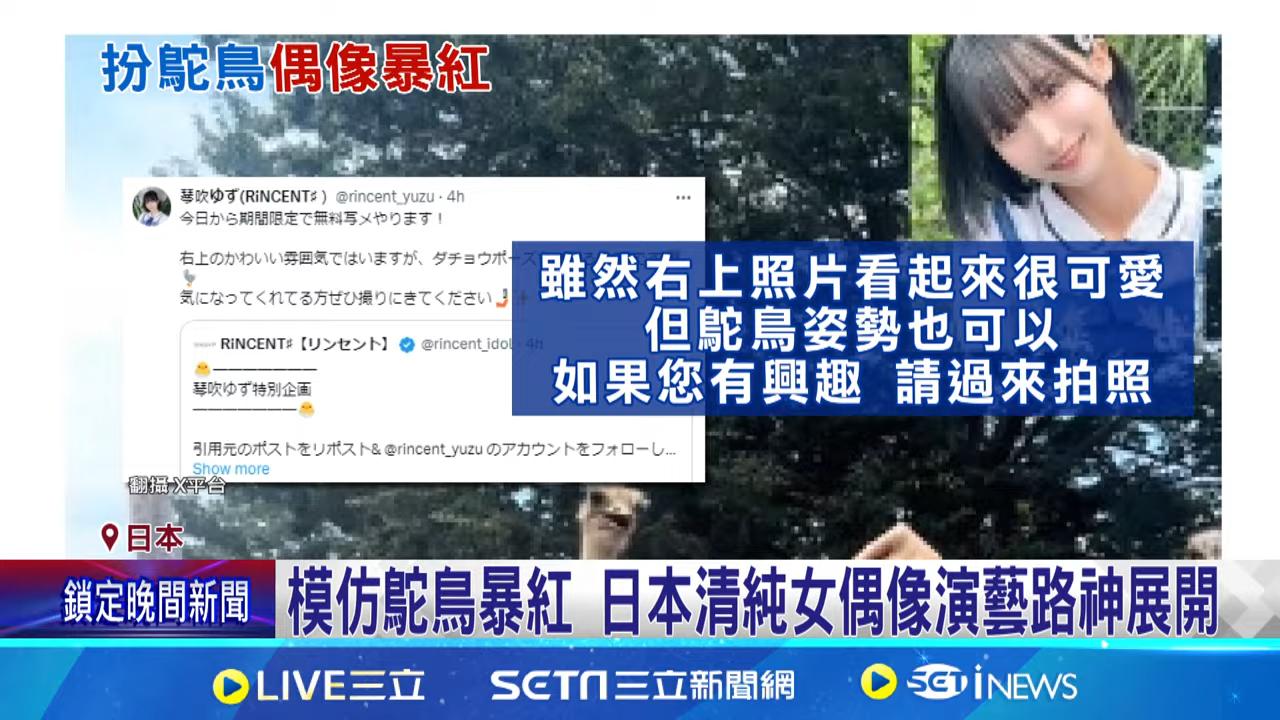 扮鴕鳥偶像暴紅
琴吹ゆず(RiNCENT♯) @rincent_yuzu · 4h
今日から期間限定で無料写メやります！
右上のかわいい雰囲気ではいますが、ダチョウポーズ
気になってくれてる方ぜひ撮りにきてください🤳✨
雖然右上照片看起來很可愛
但鴕鳥姿勢也可以
如果您有興趣 請過來拍照
RiNCENT♯【リンセント】 @rincent_idol · 4h
🐣——————
琴吹ゆず特別企画
——————🐣
引用元のポストをリポスト& @rincent_yuzu のアカウントをフォローし...
Show more
翻攝 X平台
日本
鎖定晚間新聞
模仿鴕鳥暴紅 日本清純女偶像演藝路神展開
LIVE三立
SETN三立新聞網
SET iNEWS